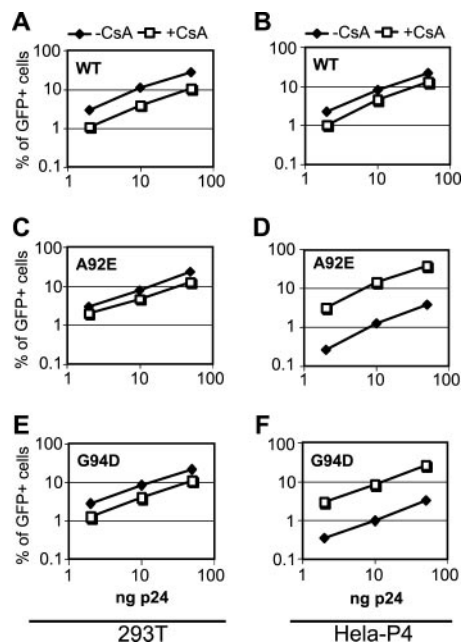 A
-CsA +CsA
WT
% of GFP+ cells
100
10
1
0.1
1 10 100
B
-CsA +CsA
WT
100
10
1
0.1
1 10 100
C
A92E
% of GFP+ cells
100
10
1
0.1
1 10 100
D
A92E
100
10
1
0.1
1 10 100
E
G94D
% of GFP+ cells
100
10
1
0.1
1 10 100
ng p24
293T
F
G94D
100
10
1
0.1
1 10 100
ng p24
Hela-P4